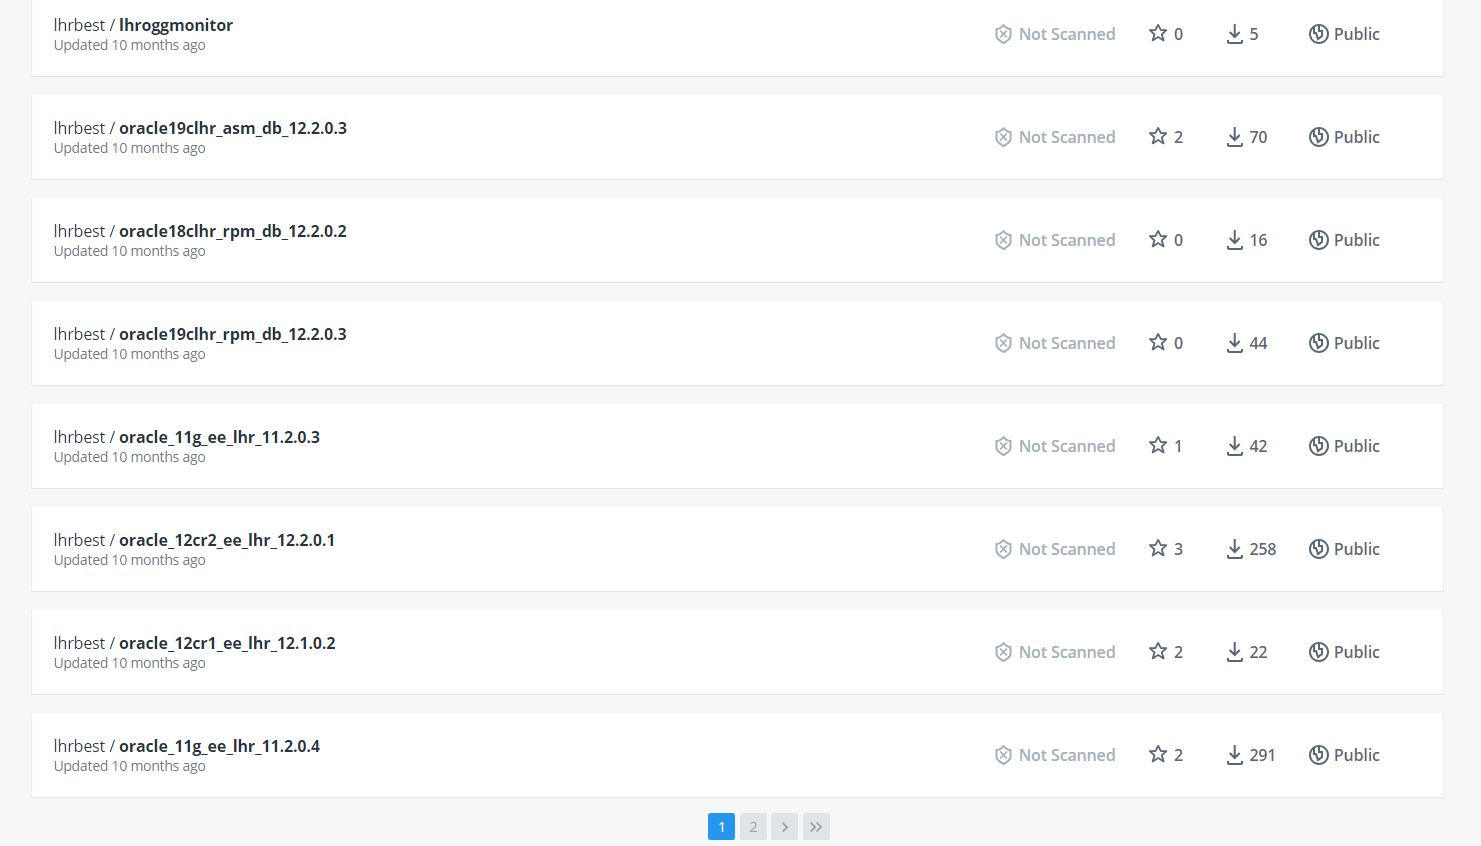 lhrbest / lhroggmonitor
Updated 10 months ago
Not Scanned 0 5 Public
lhrbest / oracle19clhr_asm_db_12.2.0.3
Updated 10 months ago
Not Scanned 2 70 Public
lhrbest / oracle18clhr_rpm_db_12.2.0.2
Updated 10 months ago
Not Scanned 0 16 Public
lhrbest / oracle19clhr_rpm_db_12.2.0.3
Updated 10 months ago
Not Scanned 0 44 Public
lhrbest / oracle_11g_ee_lhr_11.2.0.3
Updated 10 months ago
Not Scanned 1 42 Public
lhrbest / oracle_12cr2_ee_lhr_12.2.0.1
Updated 10 months ago
Not Scanned 3 258 Public
lhrbest / oracle_12cr1_ee_lhr_12.1.0.2
Updated 10 months ago
Not Scanned 2 22 Public
lhrbest / oracle_11g_ee_lhr_11.2.0.4
Updated 10 months ago
Not Scanned 2 291 Public
1 2 > >>